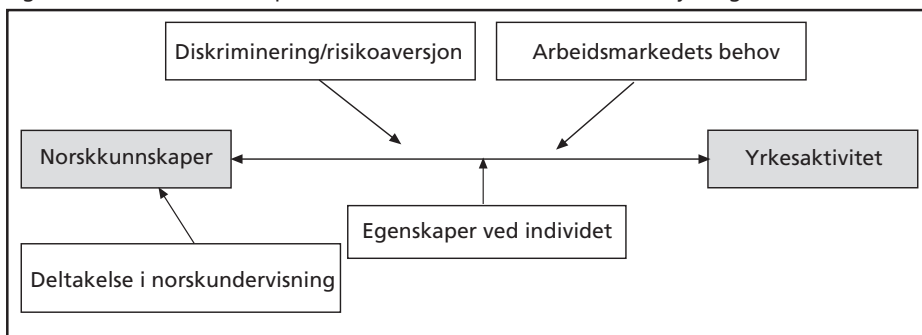 Diskriminering/risikoaversjon
Arbeidsmarkedets behov
Norskkunnskaper
Yrkesaktivitet
Egenskaper ved individet
Deltakelse i norskundervisning